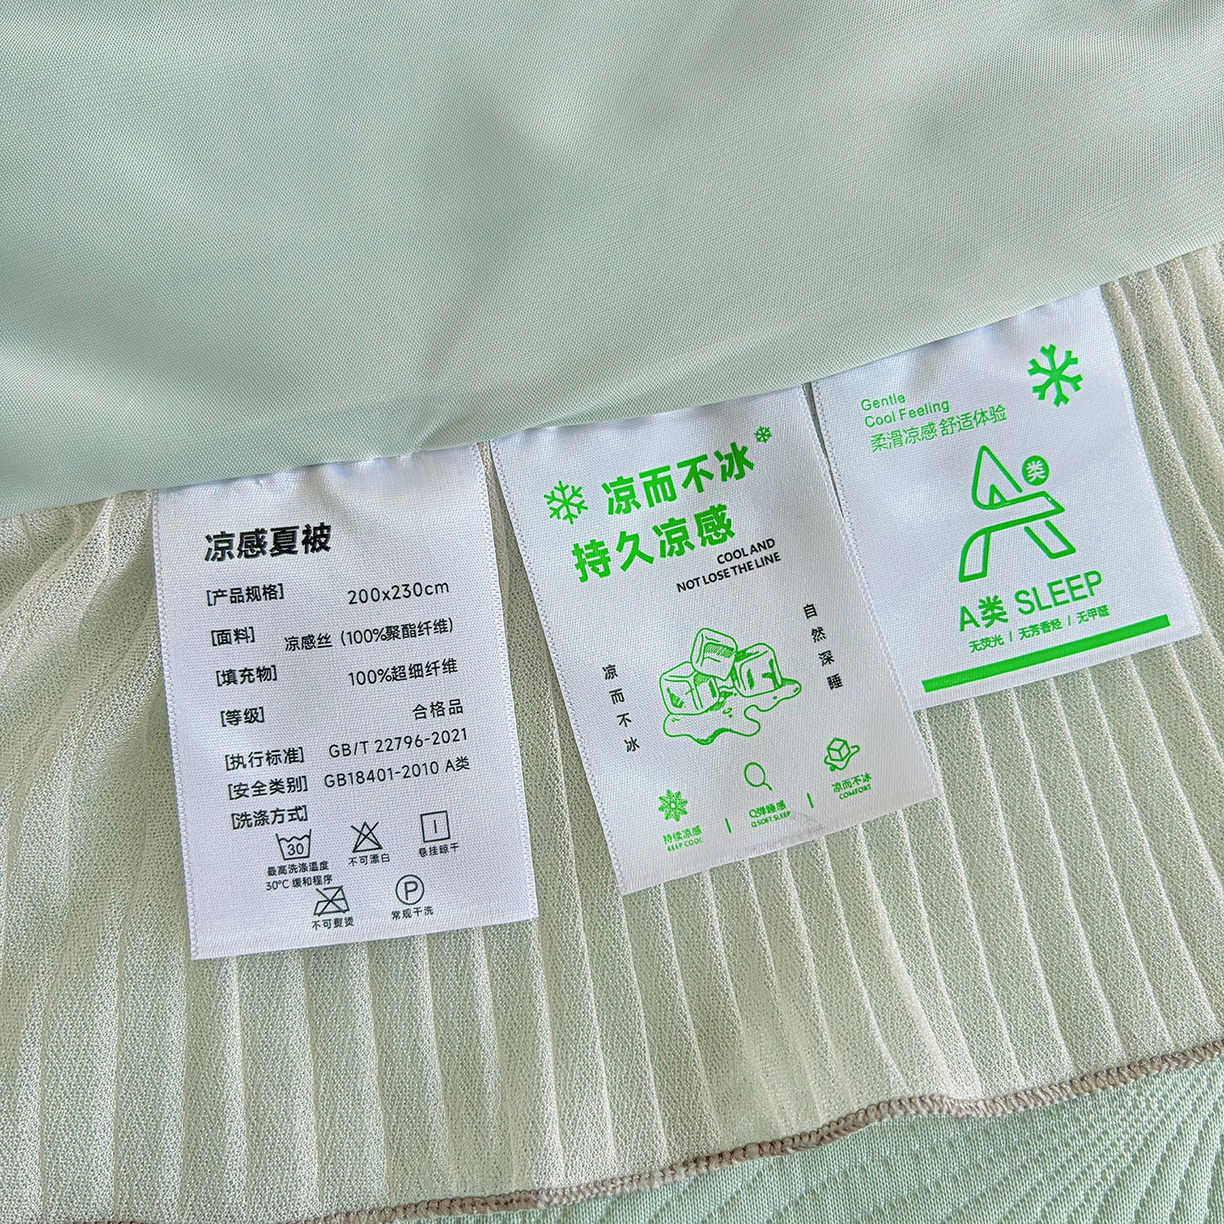 凉感夏被
[产品规格] 200x230cm
[面料] 凉感丝（100%聚酯纤维）
[填充物] 100%超细纤维
[等级] 合格品
[执行标准] GB/T 22796-2021
[安全类别] GB18401-2010 A类
[洗涤方式]
30
最高洗涤温度
30℃ 缓和程序
不可漂白
悬挂晾干
不可熨烫
P
常规干洗
凉而不冰
持久凉感
COOL AND
NOT LOSE THE LINE
凉而不冰
自然深睡
持续凉感
KEEP COOL
Q弹睡感
Q.SOFT SLEEP
凉而不冰
COMFORT
Gentle
Cool Feeling
柔滑凉感 舒适体验
类
A类 SLEEP
无荧光 / 无芳香烃 / 无甲醛